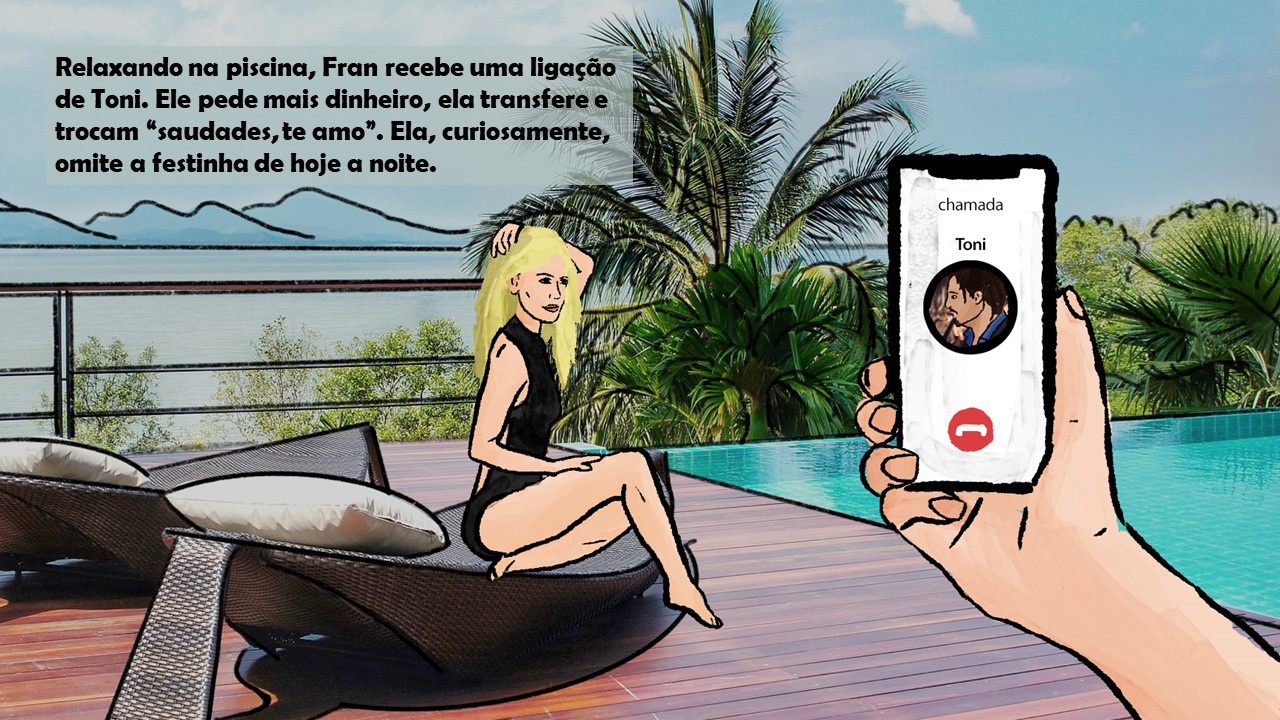 Relaxando na piscina, Fran recebe uma ligação
de Toni. Ele pede mais dinheiro, ela transfere e
trocam “saudades, te amo”. Ela, curiosamente,
omite a festinha de hoje a noite.
chamada
Toni